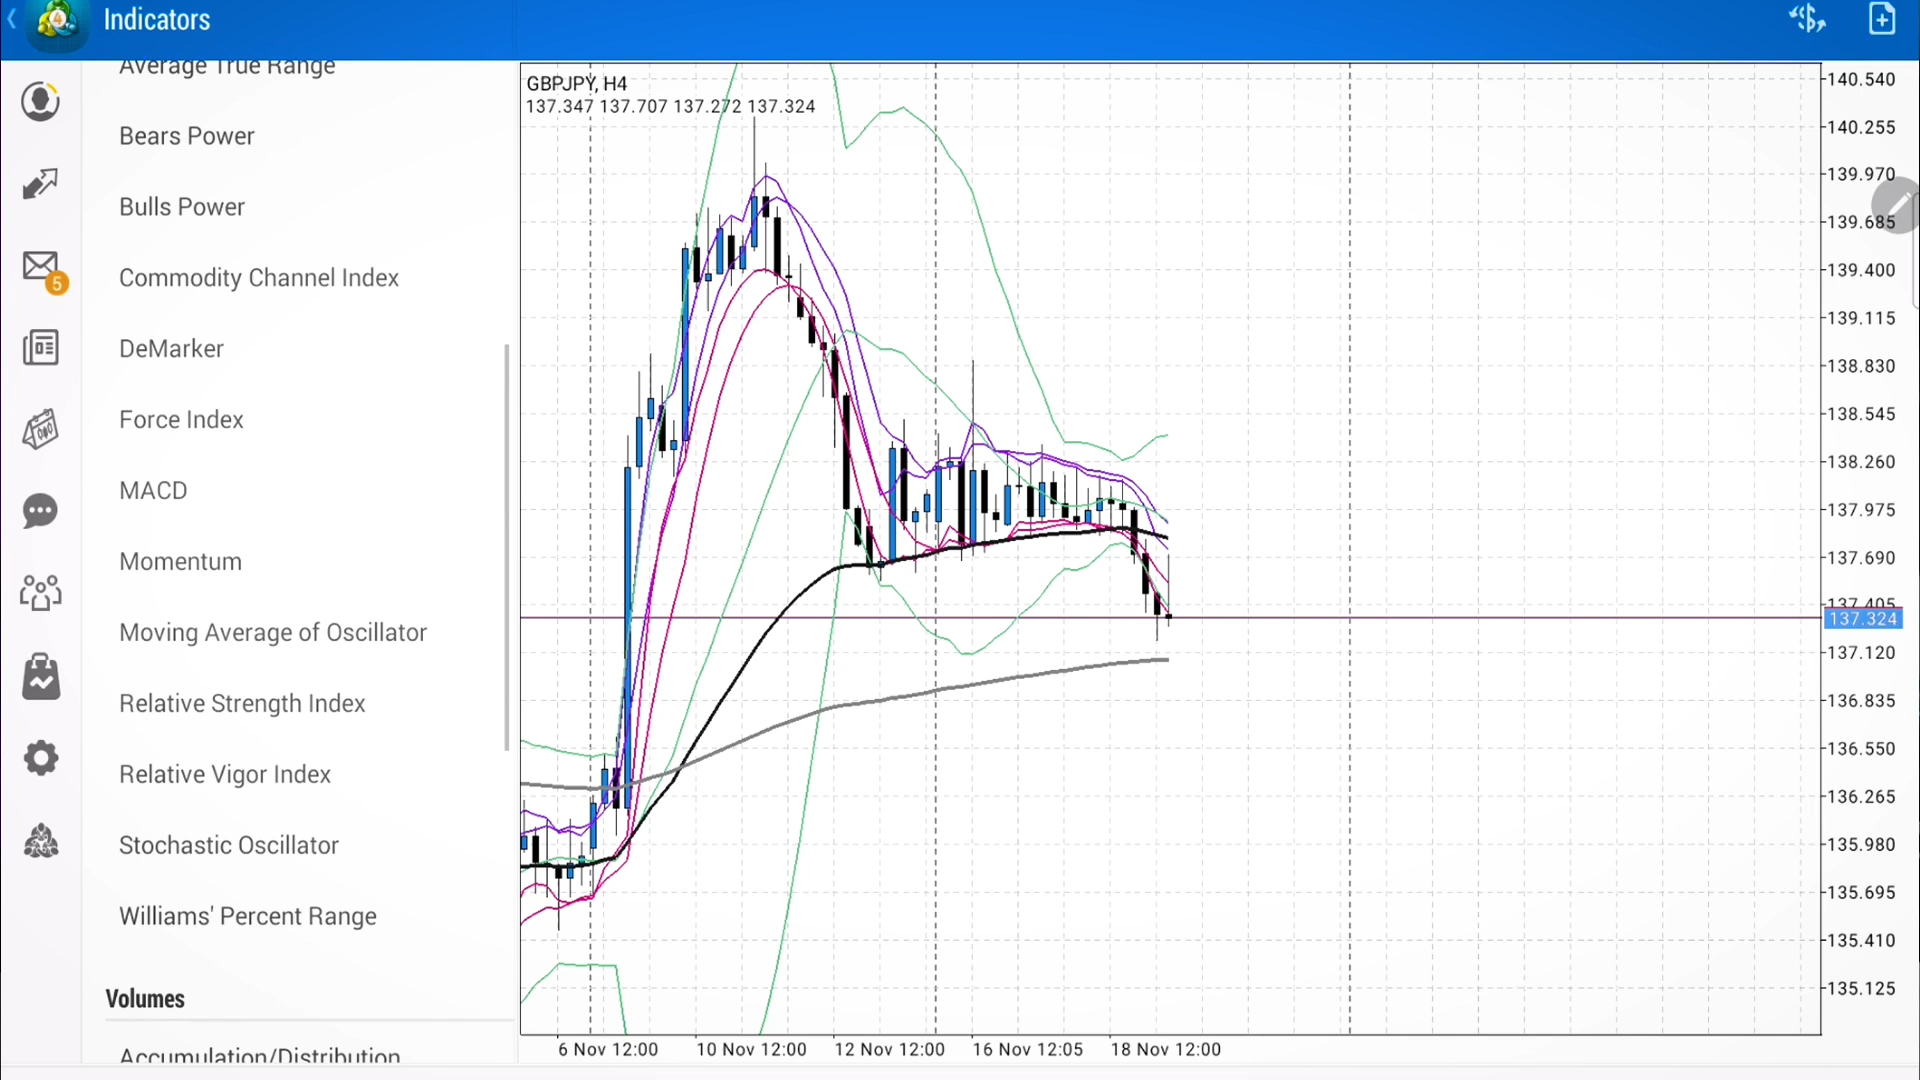 Indicators
Average True Range
Bears Power
Bulls Power
Commodity Channel Index
5
DeMarker
Force Index
MACD
Momentum
Moving Average of Oscillator
Relative Strength Index
Relative Vigor Index
Stochastic Oscillator
Williams' Percent Range
Volumes
Accumulation/Distribution
GBPJPY, H4
137.347 137.707 137.272 137.324
140.540
140.255
139.970
139.685
139.400
139.115
138.830
138.545
138.260
137.975
137.690
137.405
137.324
137.120
136.835
136.550
136.265
135.980
135.695
135.410
135.125
6 Nov 12:00
10 Nov 12:00
12 Nov 12:00
16 Nov 12:05
18 Nov 12:00